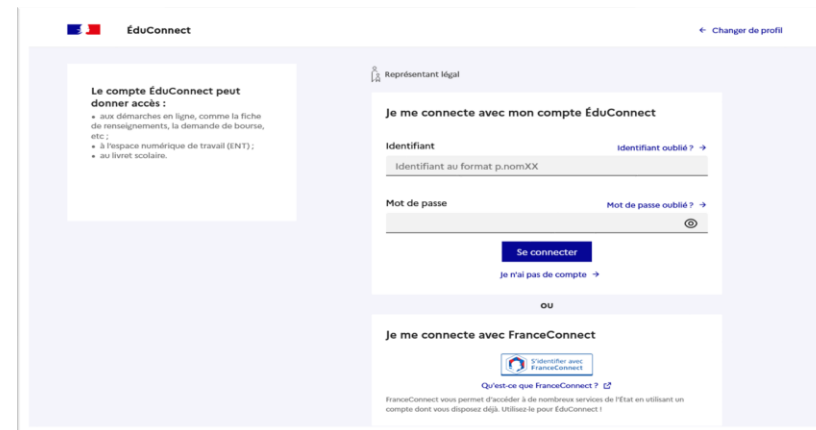 ÉduConnect
← Changer de profil
Le compte ÉduConnect peut
donner accès :
• aux démarches en ligne, comme la fiche
de renseignements, la demande de bourse,
etc ;
• à l'espace numérique de travail (ENT) ;
• au livret scolaire.
Représentant légal
Je me connecte avec mon compte ÉduConnect
Identifiant
Identifiant oublié ? →
Identifiant au format p.nomXX
Mot de passe
Mot de passe oublié ? →
Se connecter
Je n'ai pas de compte →
ou
Je me connecte avec FranceConnect
S'identifier avec
FranceConnect
Qu'est-ce que FranceConnect ?
FranceConnect vous permet d'accéder à de nombreux services de l'État en utilisant un
compte dont vous disposez déjà. Utilisez-le pour ÉduConnect !